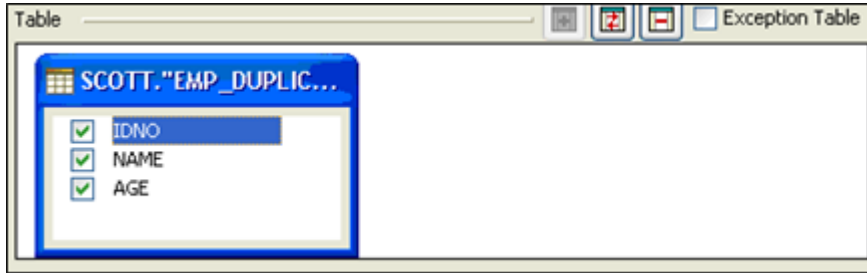 Table
Exception Table
SCOTT."EMP_DUPLIC...
IDNO
NAME
AGE